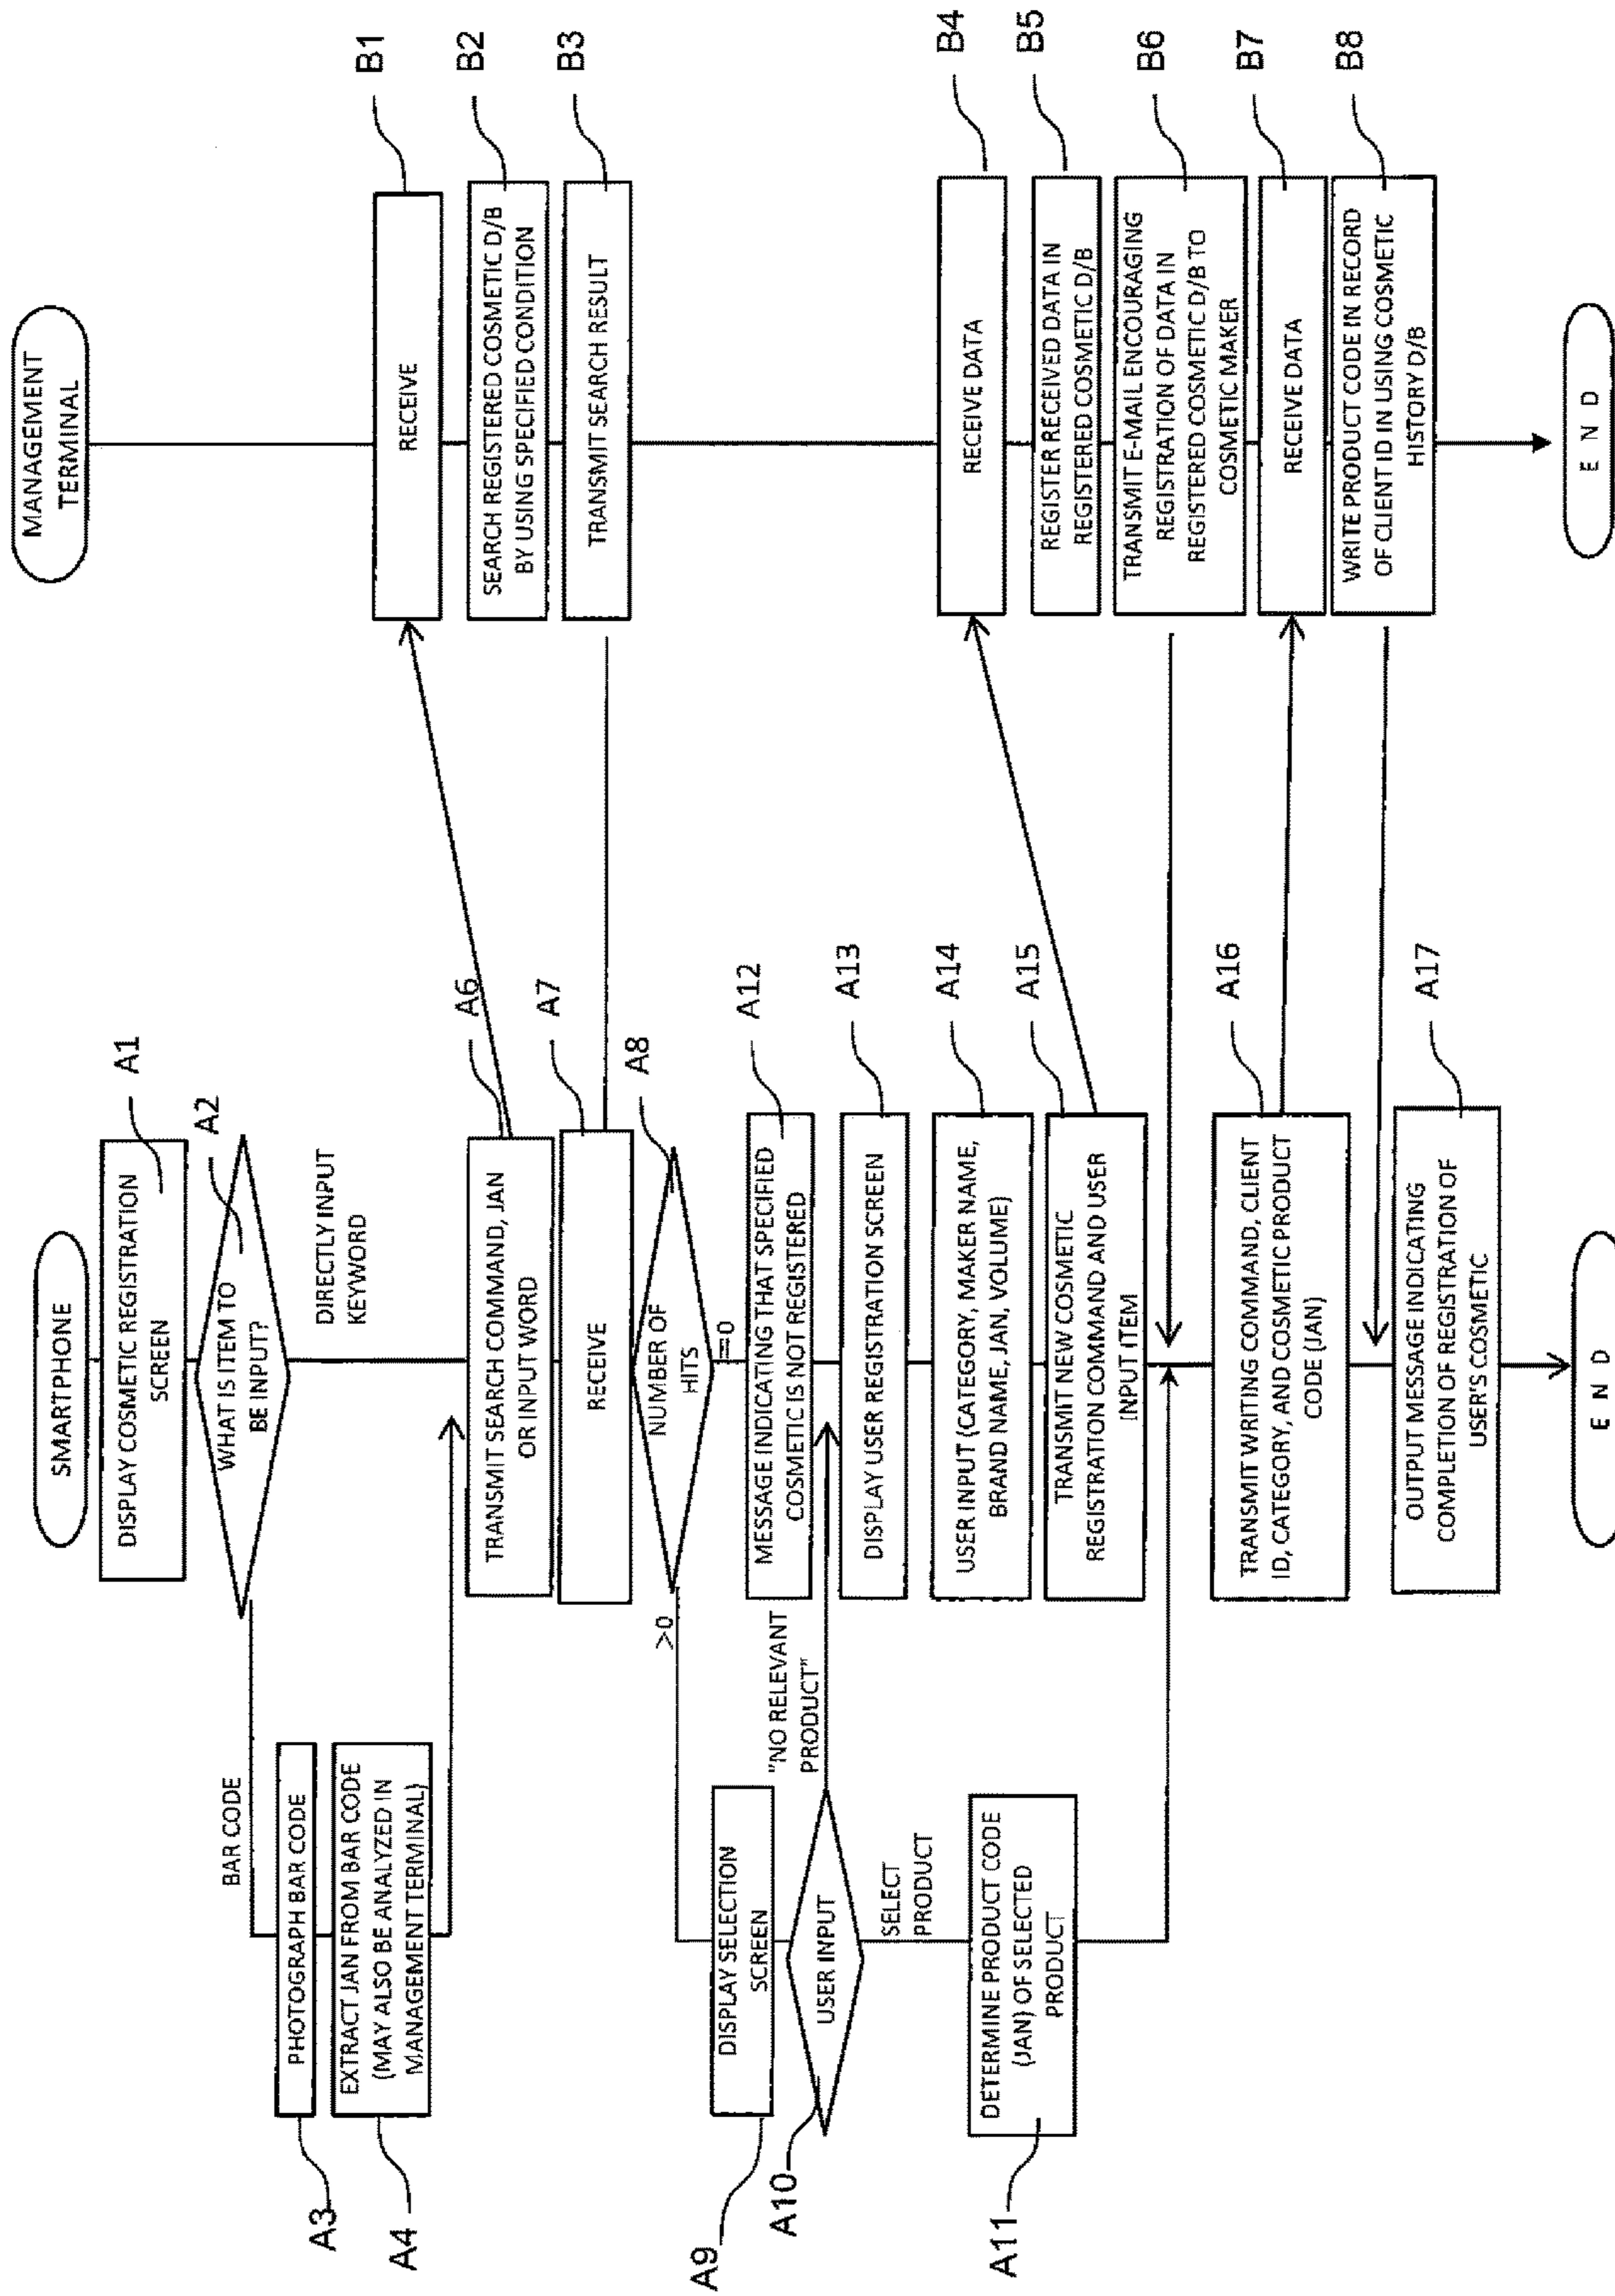 SMARTPHONE
DISPLAY COSMETIC REGISTRATION
SCREEN
A1
WHAT IS ITEM TO
BE INPUT?
A2
BAR CODE
DIRECTLY INPUT
KEYWORD
PHOTOGRAPH BAR CODE
A3
EXTRACT JAN FROM BAR CODE
(MAY ALSO BE ANALYZED IN
MANAGEMENT TERMINAL)
A4
TRANSMIT SEARCH COMMAND, JAN
OR INPUT WORD
A6
RECEIVE
A7
NUMBER OF
HITS
A8
>0
==0
DISPLAY SELECTION
SCREEN
A9
USER INPUT
A10
"NO RELEVANT
PRODUCT"
SELECT
PRODUCT
DETERMINE PRODUCT CODE
(JAN) OF SELECTED
PRODUCT
A11
MESSAGE INDICATING THAT SPECIFIED
COSMETIC IS NOT REGISTERED
A12
DISPLAY USER REGISTRATION SCREEN
A13
USER INPUT (CATEGORY, MAKER NAME,
BRAND NAME, JAN, VOLUME)
A14
TRANSMIT NEW COSMETIC
REGISTRATION COMMAND AND USER
INPUT ITEM
A15
TRANSMIT WRITING COMMAND, CLIENT
ID, CATEGORY, AND COSMETIC PRODUCT
CODE (JAN)
A16
OUTPUT MESSAGE INDICATING
COMPLETION OF REGISTRATION OF
USER'S COSMETIC
A17
E N D
MANAGEMENT
TERMINAL
RECEIVE
B1
SEARCH REGISTERED COSMETIC D/B
BY USING SPECIFIED CONDITION
B2
TRANSMIT SEARCH RESULT
B3
RECEIVE DATA
B4
REGISTER RECEIVED DATA IN
REGISTERED COSMETIC D/B
B5
TRANSMIT E-MAIL ENCOURAGING
REGISTRATION OF DATA IN
REGISTERED COSMETIC D/B TO
COSMETIC MAKER
B6
RECEIVE DATA
B7
WRITE PRODUCT CODE IN RECORD
OF CLIENT ID IN USING COSMETIC
HISTORY D/B
B8
E N D